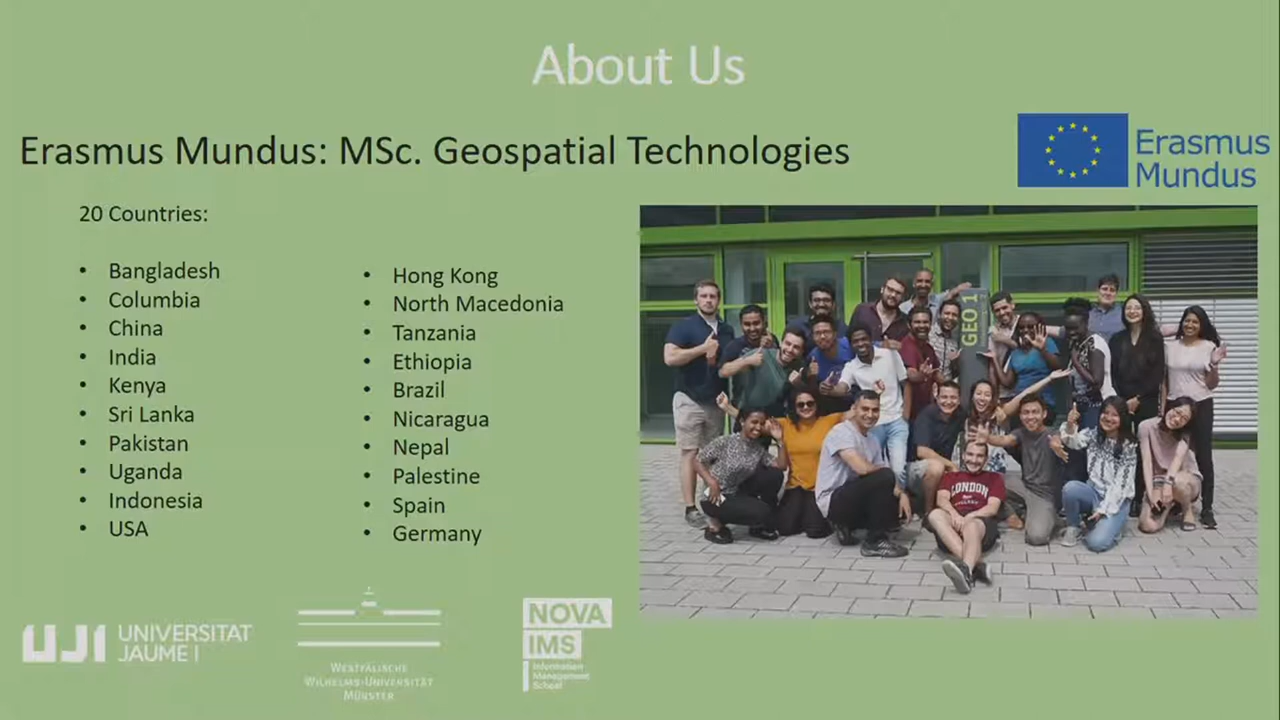 About Us
Erasmus Mundus: MSc. Geospatial Technologies
Erasmus
Mundus
20 Countries:
• Bangladesh
• Columbia
• China
• India
• Kenya
• Sri Lanka
• Pakistan
• Uganda
• Indonesia
• USA
• Hong Kong
• North Macedonia
• Tanzania
• Ethiopia
• Brazil
• Nicaragua
• Nepal
• Palestine
• Spain
• Germany
GEO 1
LONDON
UJI UNIVERSITAT
JAUME I
WESTFÄLISCHE
WILHELMS-UNIVERSITÄT
MÜNSTER
NOVA
IMS
Information
Management
School